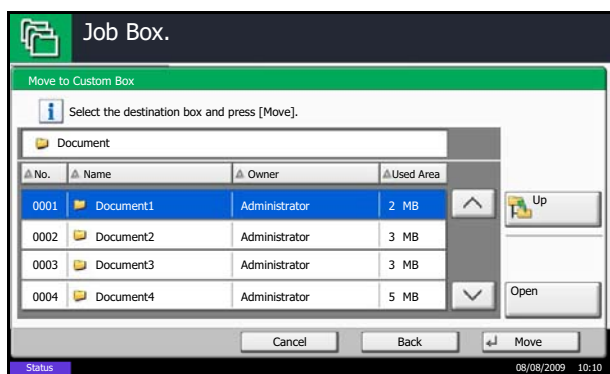 Job Box.
Move to Custom Box
Select the destination box and press [Move].
Document
No. Name Owner Used Area
0001 Document1 Administrator 2 MB
Up
0002 Document2 Administrator 3 MB
0003 Document3 Administrator 3 MB
0004 Document4 Administrator 5 MB
Open
Cancel Back Move
Status 08/08/2009 10:10